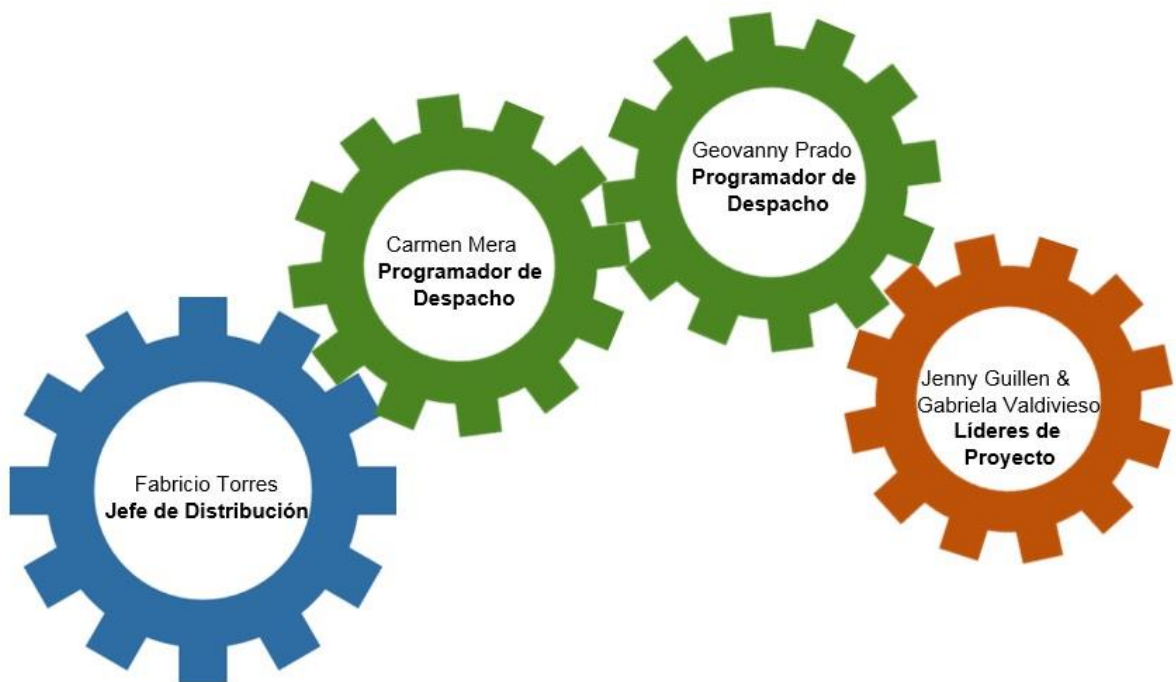 Geovanny Prado
Programador de
Despacho
Carmen Mera
Programador de
Despacho
Jenny Guillen &
Gabriela Valdivieso
Líderes de
Proyecto
Fabricio Torres
Jefe de Distribución